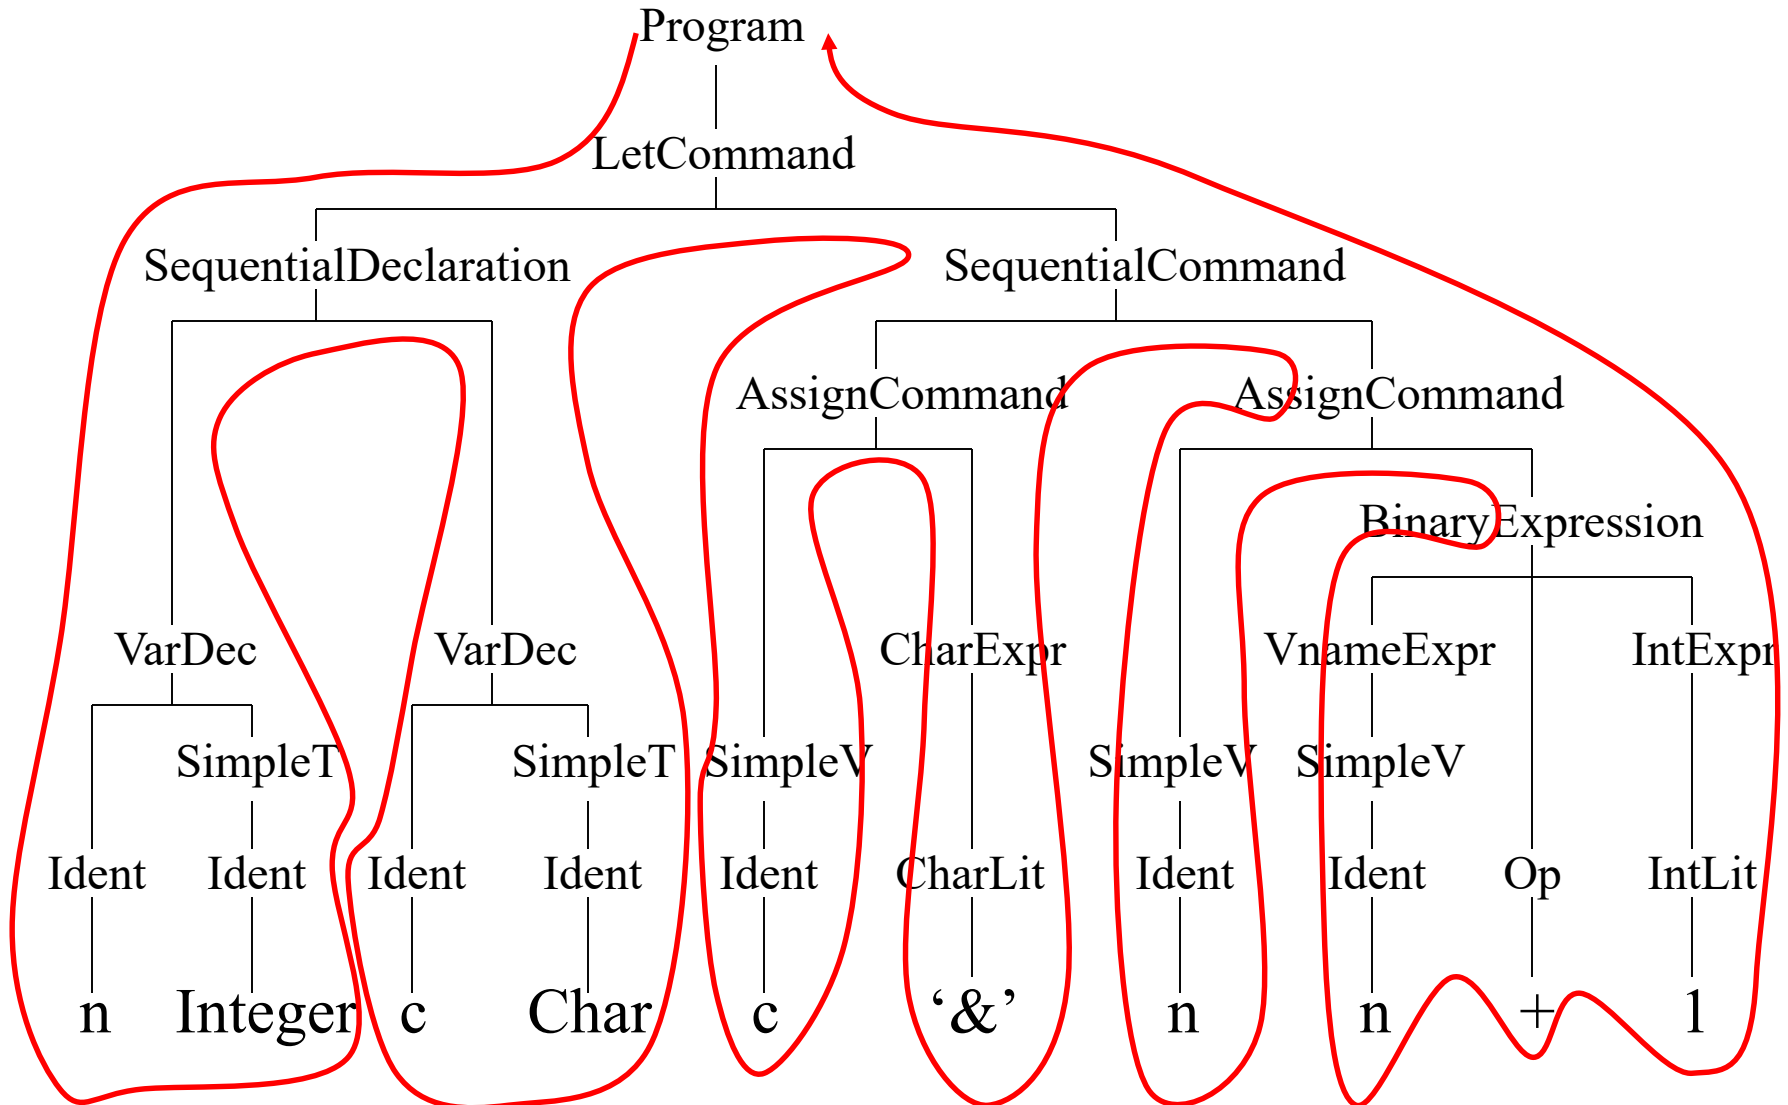 Program
LetCommand
SequentialDeclaration SequentialCommand
AssignCommand AssignCommand
BinaryExpression
VarDec VarDec CharExpr VnameExpr IntExpr
SimpleT SimpleT SimpleV SimpleV SimpleV
Ident Ident Ident Ident Ident CharLit Ident Ident Op IntLit
n Integer c Char c ‘&’ n n + 1